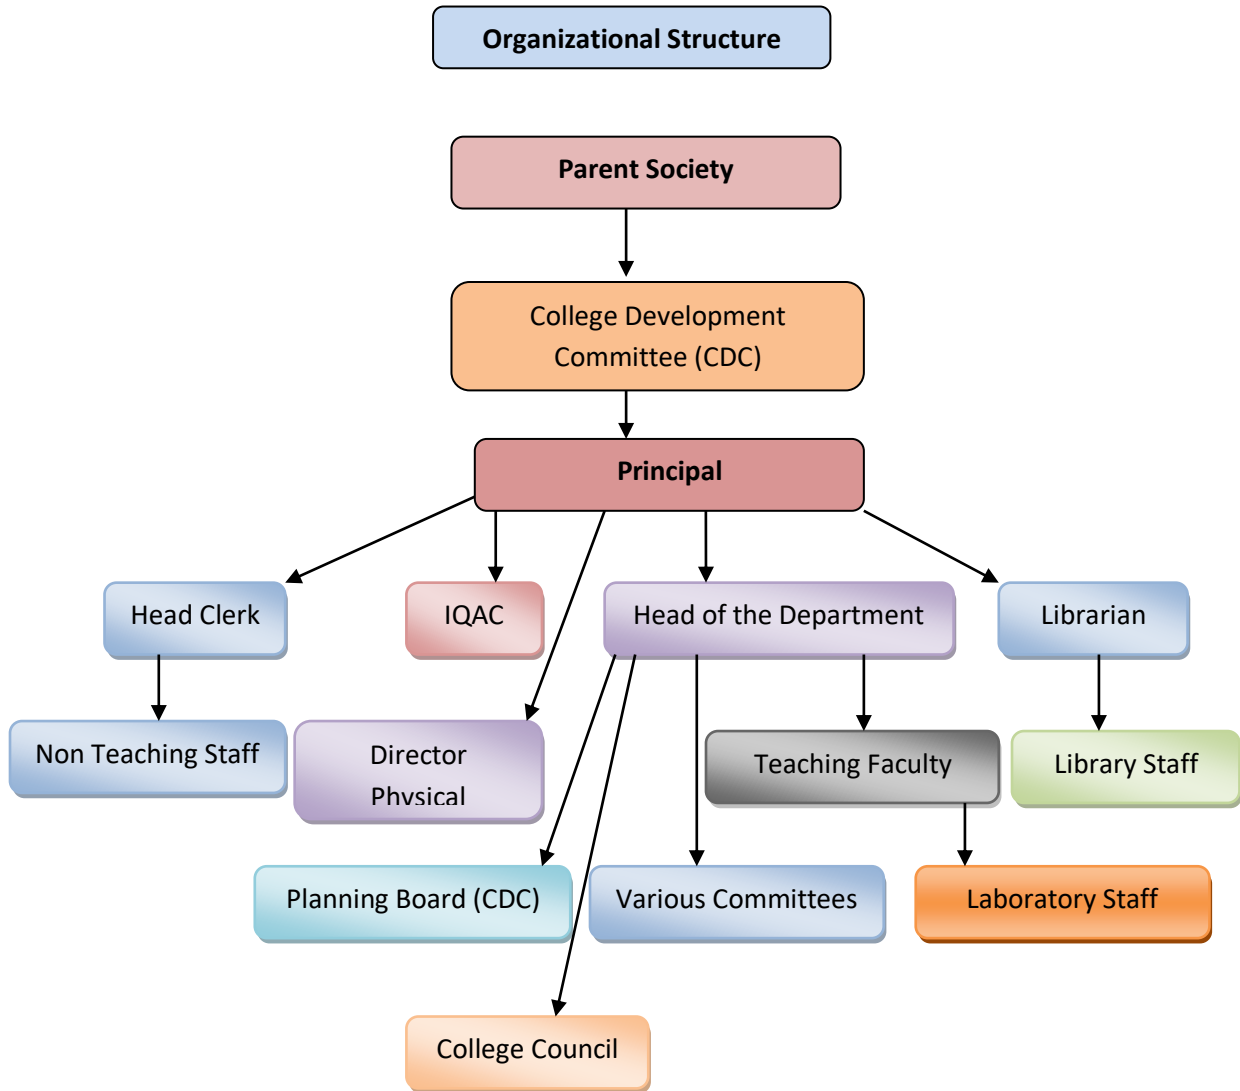 Organizational Structure
Parent Society
College Development
Committee (CDC)
Principal
Head Clerk
IQAC
Head of the Department
Librarian
Non Teaching Staff
Director
Physical
Teaching Faculty
Library Staff
Planning Board (CDC)
Various Committees
Laboratory Staff
College Council